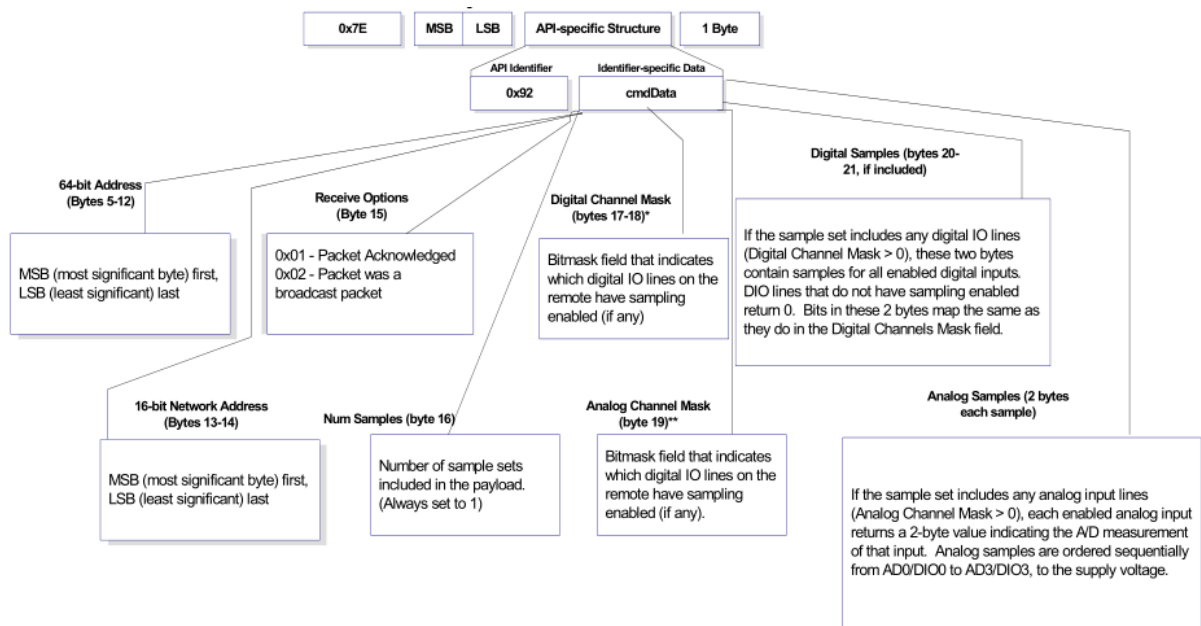 0x7E
MSB
LSB
API-specific Structure
1 Byte
API Identifier
Identifier-specific Data
0x92
cmdData
64-bit Address
(Bytes 5-12)
MSB (most significant byte) first,
LSB (least significant) last
Receive Options
(Byte 15)
0x01 - Packet Acknowledged
0x02 - Packet was a
broadcast packet
Digital Channel Mask
(bytes 17-18)*
Bitmask field that indicates
which digital IO lines on the
remote have sampling
enabled (if any)
Digital Samples (bytes 20-
21, if included)
If the sample set includes any digital IO lines
(Digital Channel Mask > 0), these two bytes
contain samples for all enabled digital inputs.
DIO lines that do not have sampling enabled
return 0. Bits in these 2 bytes map the same as
they do in the Digital Channels Mask field.
16-bit Network Address
(Bytes 13-14)
MSB (most significant byte) first,
LSB (least significant) last
Num Samples (byte 16)
Number of sample sets
included in the payload.
(Always set to 1)
Analog Channel Mask
(byte 19)**
Bitmask field that indicates
which digital IO lines on the
remote have sampling
enabled (if any).
Analog Samples (2 bytes
each sample)
If the sample set includes any analog input lines
(Analog Channel Mask > 0), each enabled analog input
returns a 2-byte value indicating the A/D measurement
of that input. Analog samples are ordered sequentially
from AD0/DIO0 to AD3/DIO3, to the supply voltage.